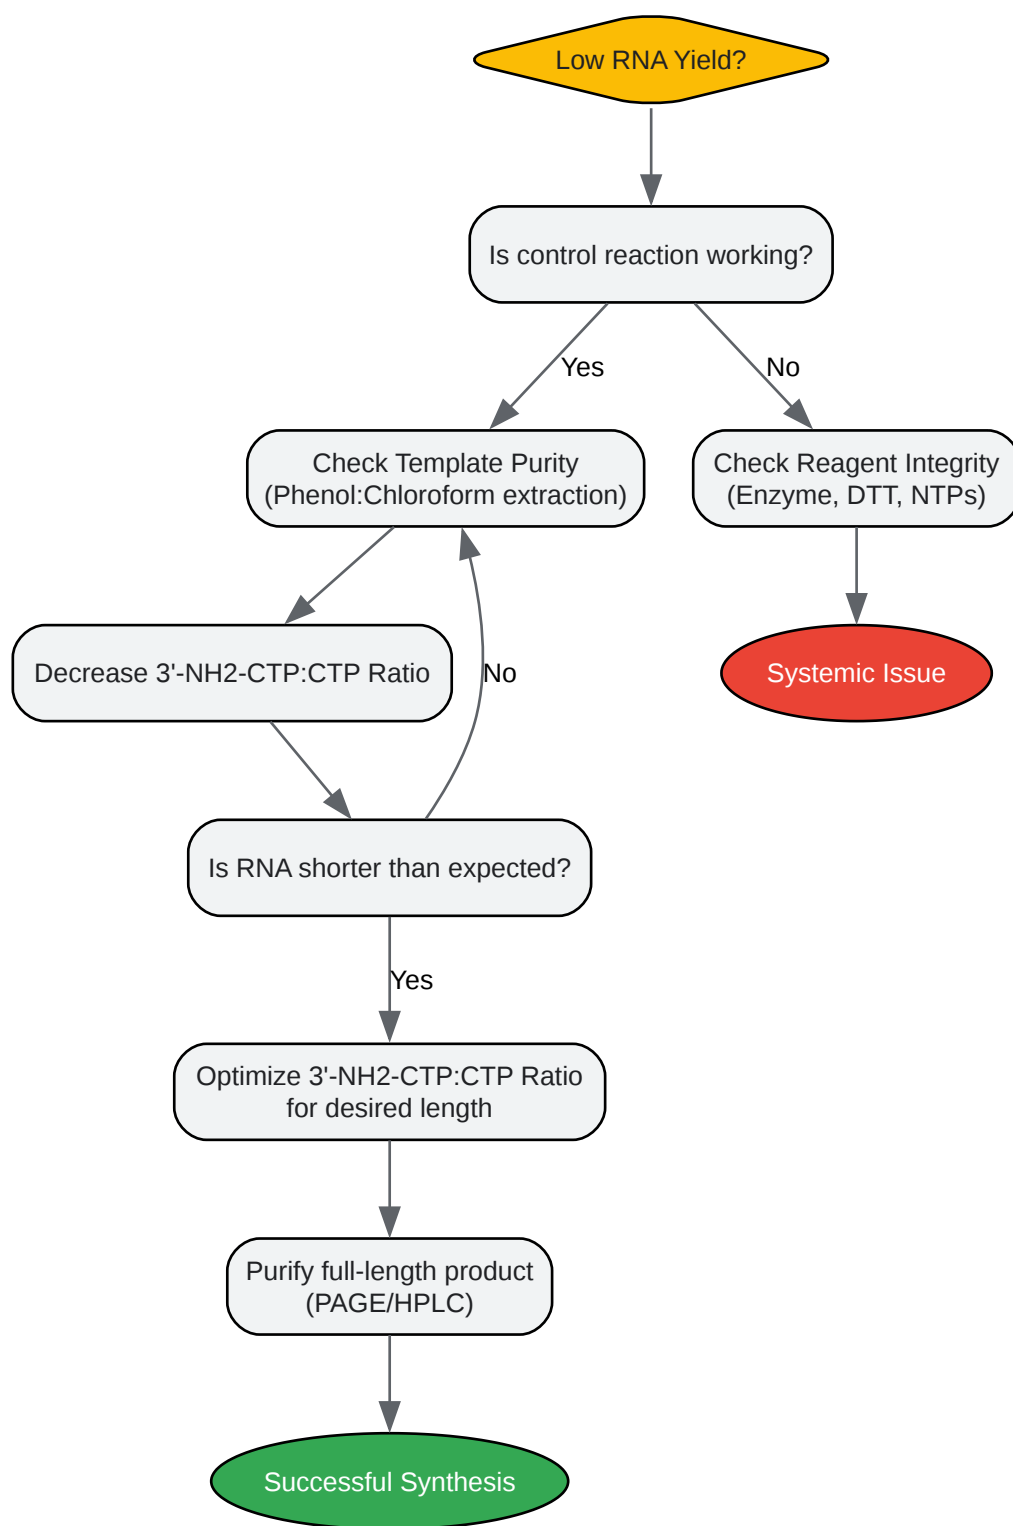 Low RNA Yield?
Is control reaction working?
Yes
No
Check Template Purity
(Phenol:Chloroform extraction)
Check Reagent Integrity
(Enzyme, DTT, NTPs)
Decrease 3'-NH2-CTP:CTP Ratio
No
Systemic Issue
Is RNA shorter than expected?
Yes
Optimize 3'-NH2-CTP:CTP Ratio
for desired length
Purify full-length product
(PAGE/HPLC)
Successful Synthesis